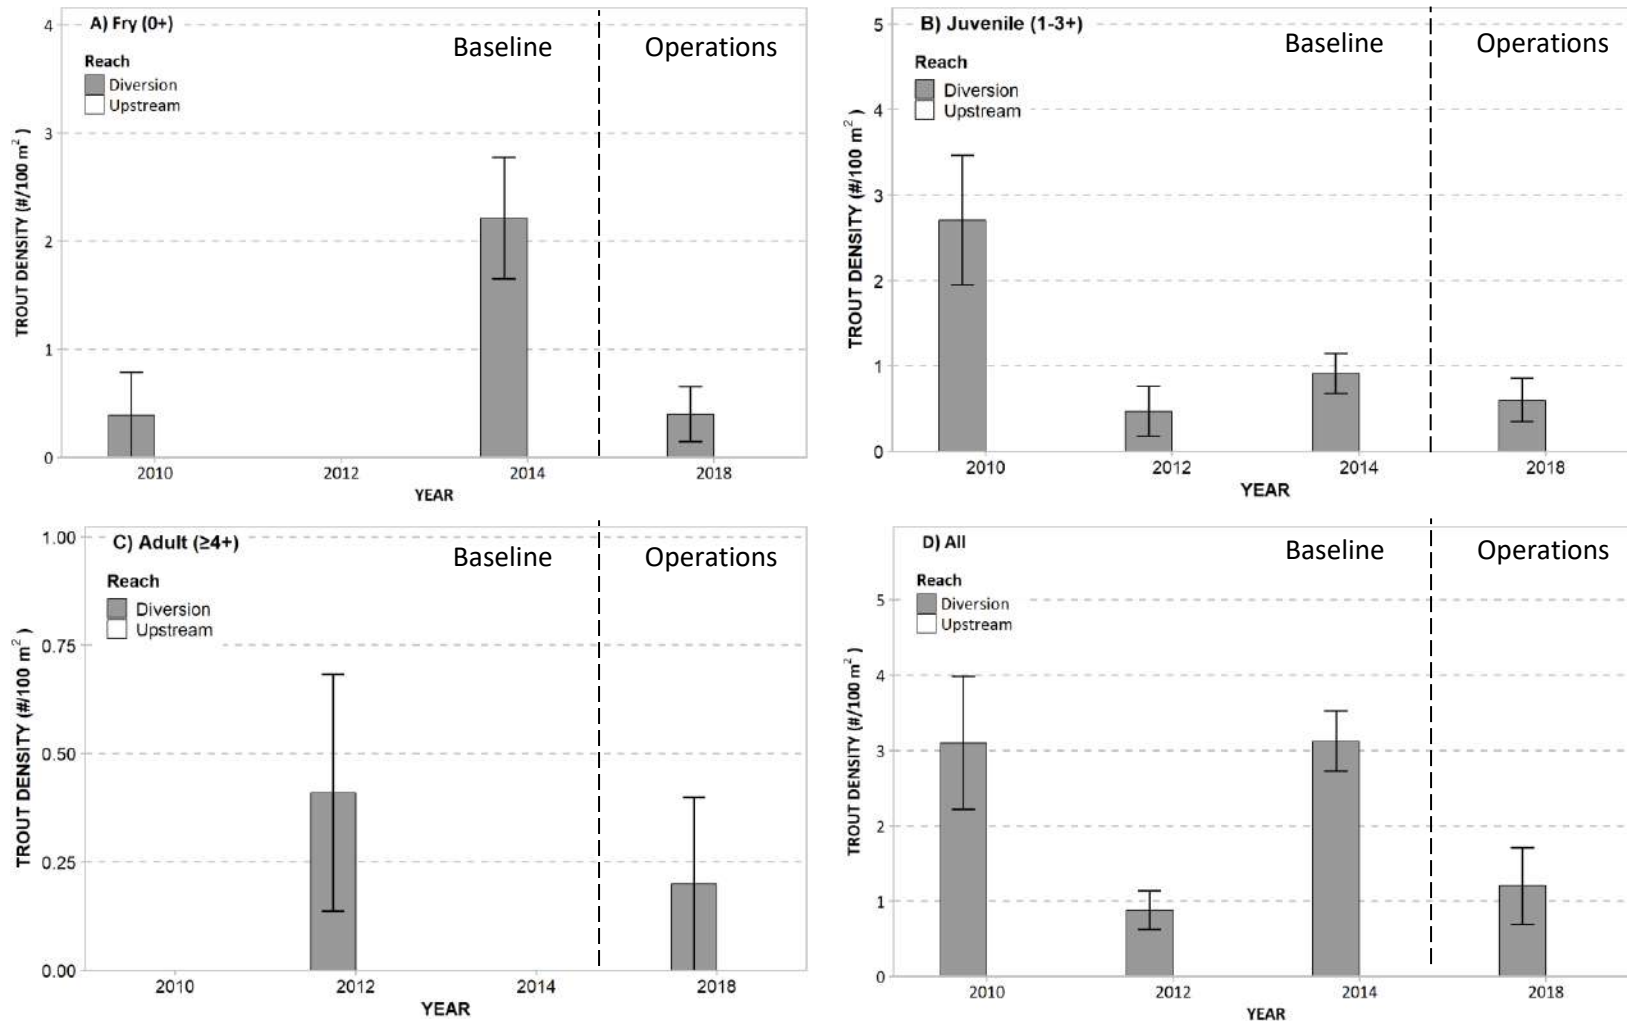 A) Fry (0+)
Baseline
Operations
Reach
Diversion
Upstream
TROUT DENSITY (#/100 m²)
4
3
2
1
0
2010
2012
2014
2018
YEAR
B) Juvenile (1-3+)
Baseline
Operations
Reach
Diversion
Upstream
TROUT DENSITY (#/100 m²)
5
4
3
2
1
0
2010
2012
2014
2018
YEAR
C) Adult (≥4+)
Baseline
Operations
Reach
Diversion
Upstream
TROUT DENSITY (#/100 m²)
1.00
0.75
0.50
0.25
0.00
2010
2012
2014
2018
YEAR
D) All
Baseline
Operations
Reach
Diversion
Upstream
TROUT DENSITY (#/100 m²)
5
4
3
2
1
0
2010
2012
2014
2018
YEAR